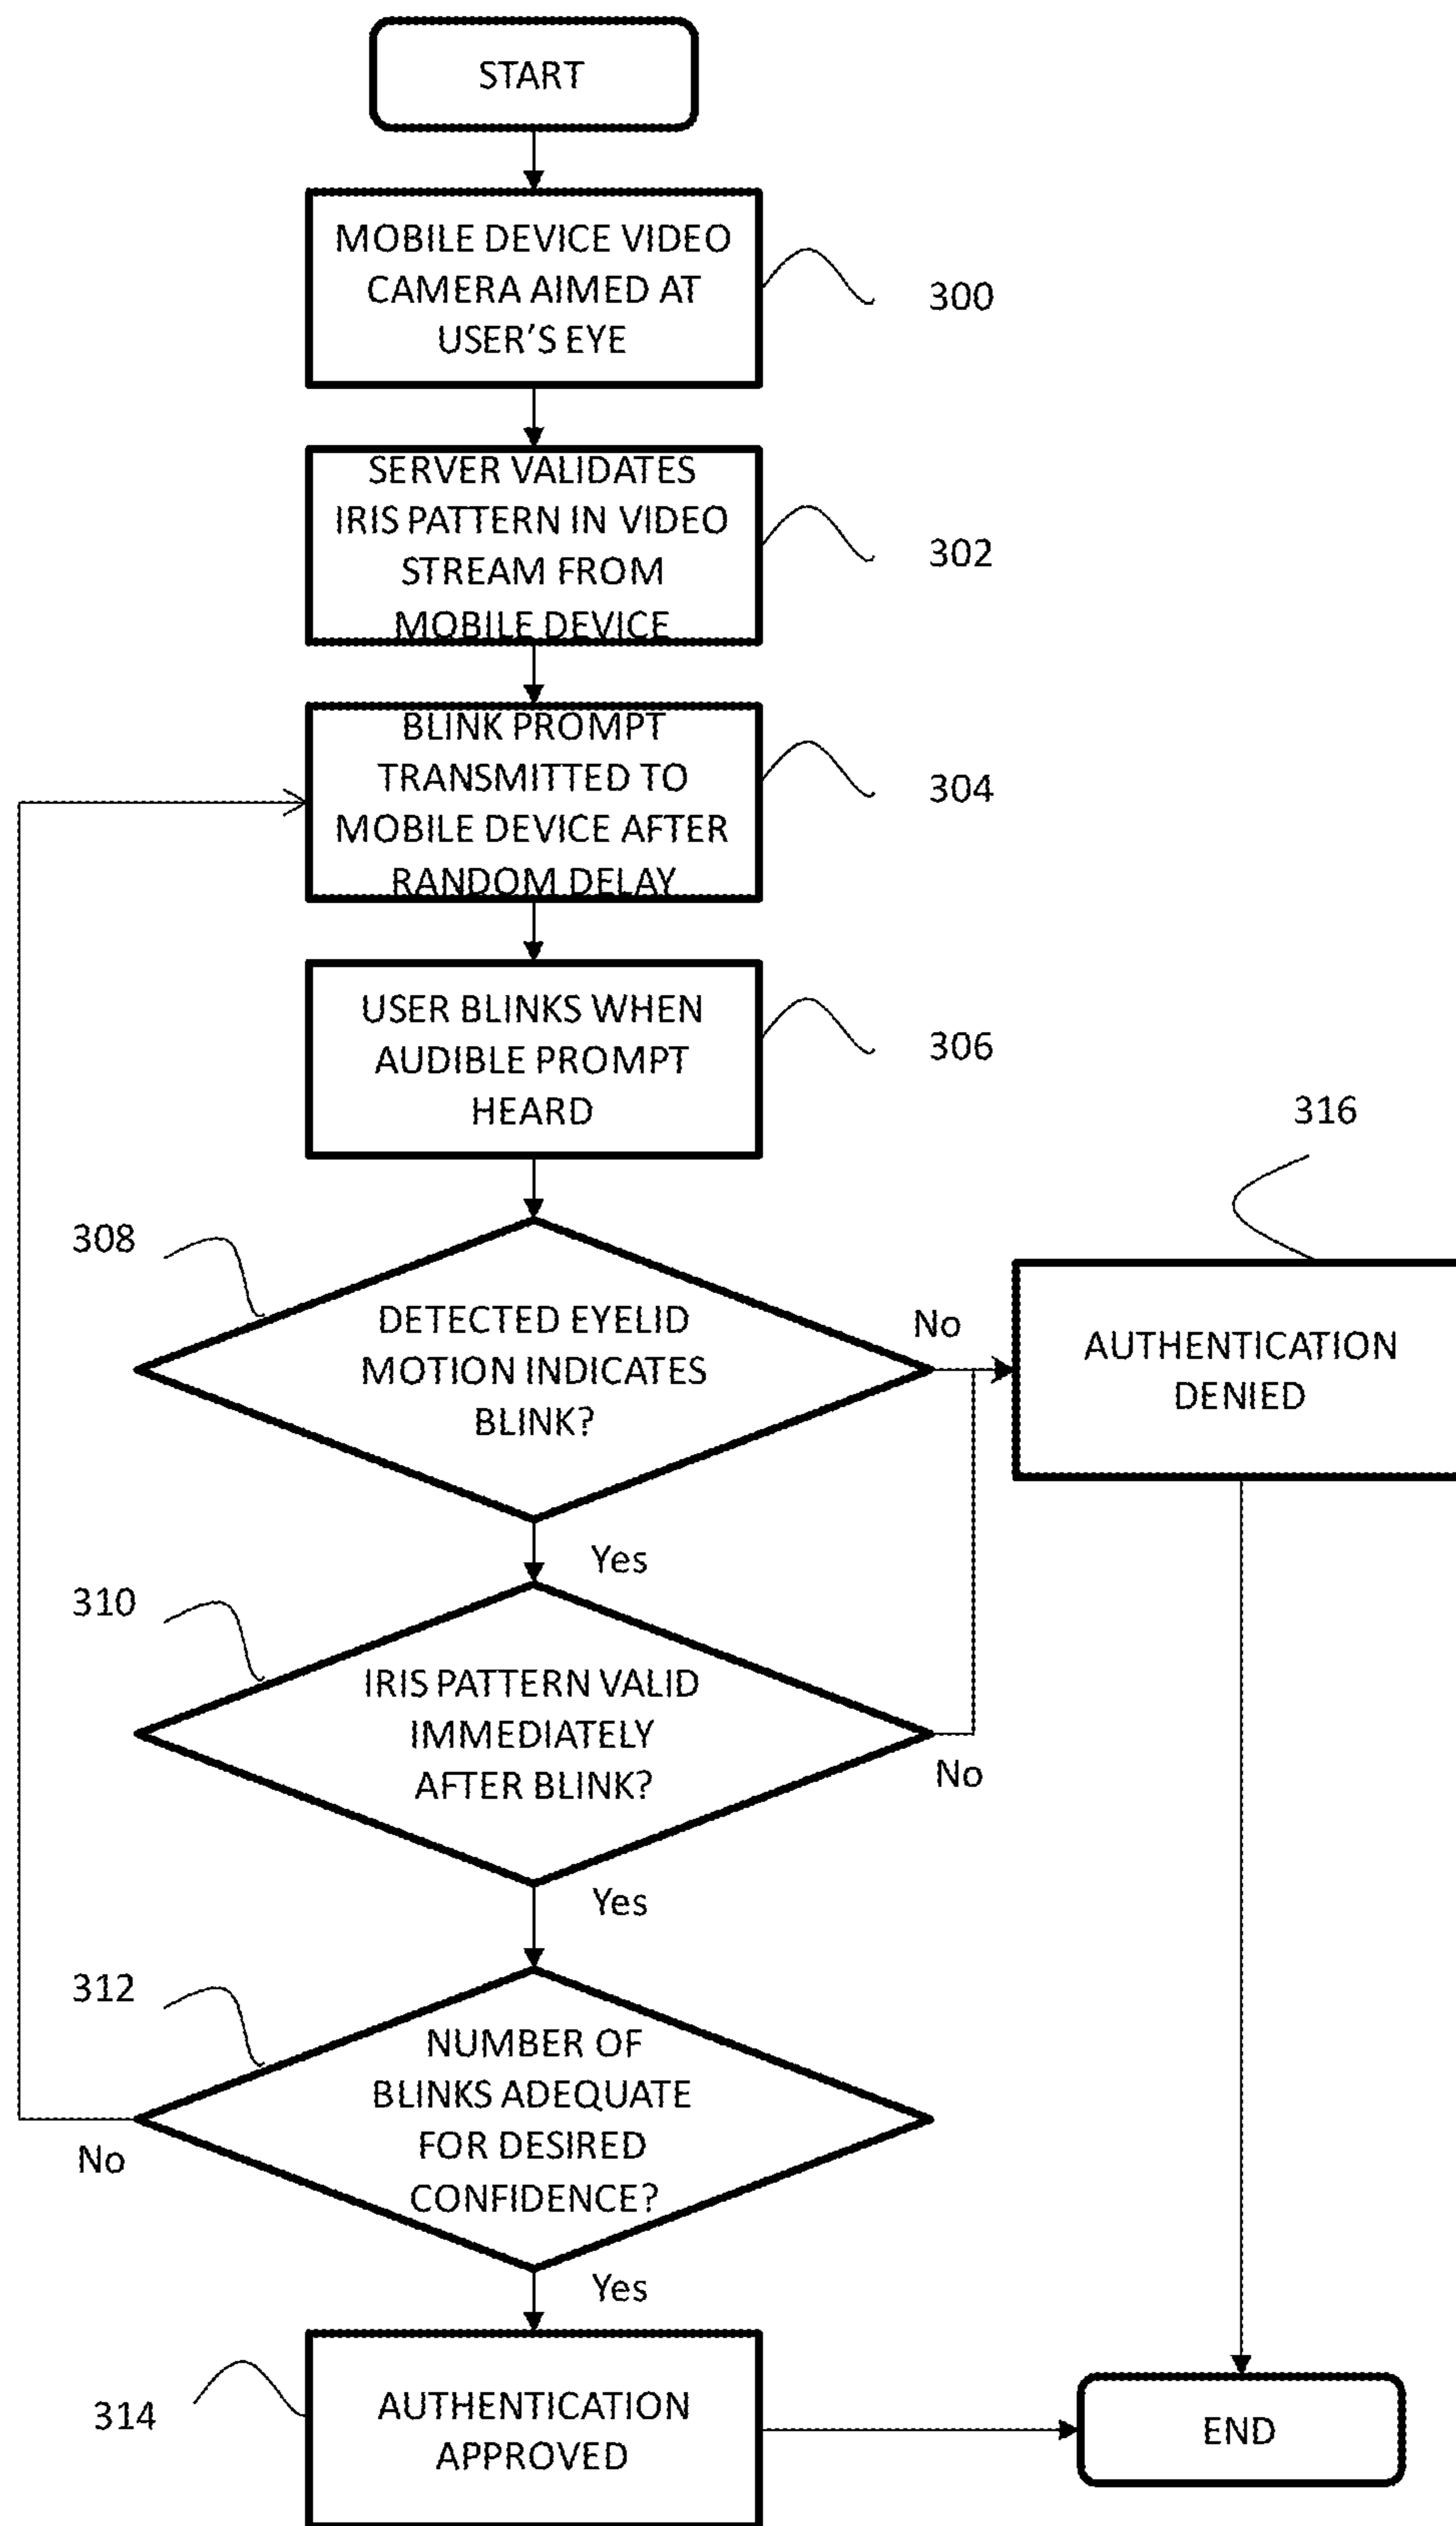 START
MOBILE DEVICE VIDEO
CAMERA AIMED AT
USER'S EYE
300
SERVER VALIDATES
IRIS PATTERN IN VIDEO
STREAM FROM
MOBILE DEVICE
302
BLINK PROMPT
TRANSMITTED TO
MOBILE DEVICE AFTER
RANDOM DELAY
304
USER BLINKS WHEN
AUDIBLE PROMPT
HEARD
306
308
DETECTED EYELID
MOTION INDICATES
BLINK?
No
316
AUTHENTICATION
DENIED
Yes
310
IRIS PATTERN VALID
IMMEDIATELY
AFTER BLINK?
No
Yes
312
NUMBER OF
BLINKS ADEQUATE
FOR DESIRED
CONFIDENCE?
No
Yes
314
AUTHENTICATION
APPROVED
END